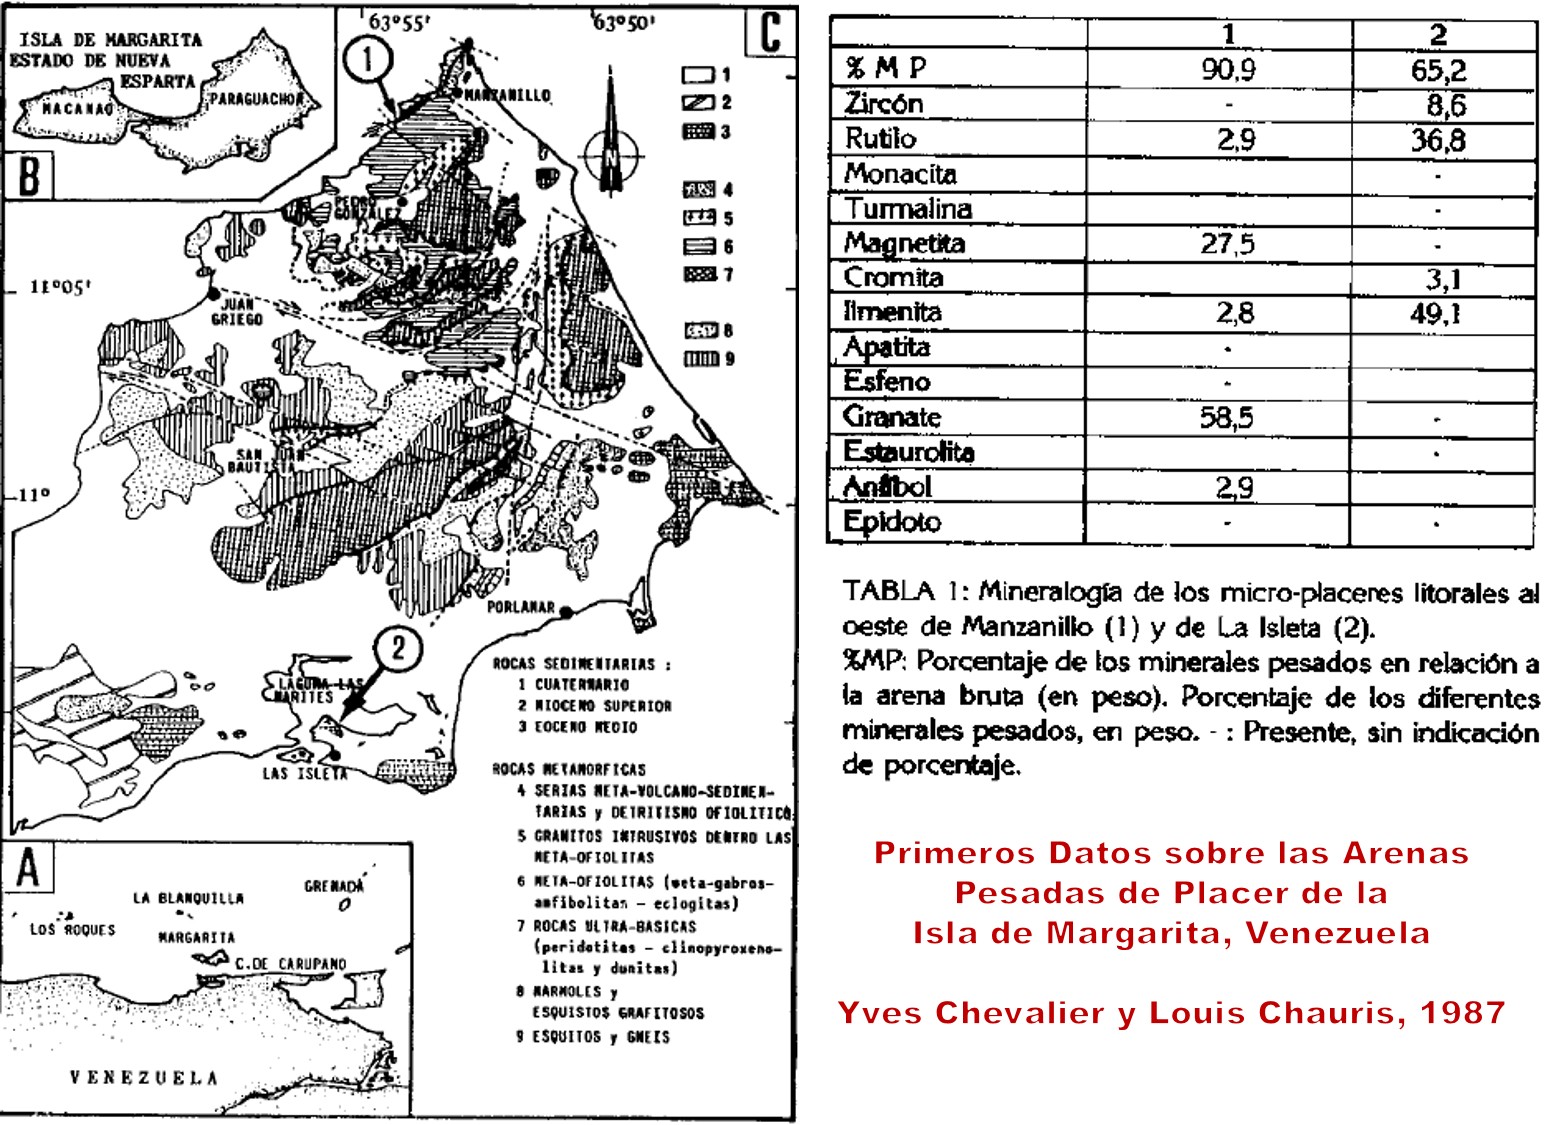 ISLA DE MARGARITA
ESTADO DE NUEVA
ESPARTA
MACANAO
PARAGUACHOA
B
63°55'
63°50'
C
1
MANZANILLO
1
2
3
4
5
6
7
8
9
N
PEDRO
GONZALEZ
11°05'
JUAN
GRIEGO
SAN JUAN
BAUTISTA
11°
PORLAMAR
2
LAGUNA LAS
MARITES
LAS ISLETA
ROCAS SEDIMENTARIAS :
1 CUATERNARIO
2 MIOCENO SUPERIOR
3 EOCENO MEDIO
ROCAS METAMORFICAS
4 SERIAS META-VOLCANO-SEDIMEN-
TARIAS y DETRITISMO OFIOLITICO
5 GRANITOS INTRUSIVOS DENTRO LAS
META-OFIOLITAS
6 META-OFIOLITAS (meta-gabros-
anfibolitan - eclogitas)
7 ROCAS ULTRA-BASICAS
(peridotitas - clinopyroxeno-
litas y dunitas)
8 MARMOLES y
ESQUISTOS GRAFITOSOS
9 ESQUITOS y GNEIS
A
LA BLANQUILLA
GRENADA
LOS ROQUES
MARGARITA
C.DE CARUPANO
VENEZUELA
1 2
% M P 90,9 65,2
Zircón - 8,6
Rutilo 2,9 36,8
Monacita -
Turmalina -
Magnetita 27,5 -
Cromita 3,1
Ilmenita 2,8 49,1
Apatita -
Esfeno -
Granate 58,5 -
Estaurolita -
Anfíbol 2,9
Epidoto - -
TABLA 1: Mineralogía de los micro-placeres litorales al
oeste de Manzanillo (1) y de La Isleta (2).
%MP: Porcentaje de los minerales pesados en relación a
la arena bruta (en peso). Porcentaje de los diferentes
minerales pesados, en peso. - : Presente, sin indicación
de porcentaje.
Primeros Datos sobre las Arenas
Pesadas de Placer de la
Isla de Margarita, Venezuela
Yves Chevalier y Louis Chauris, 1987